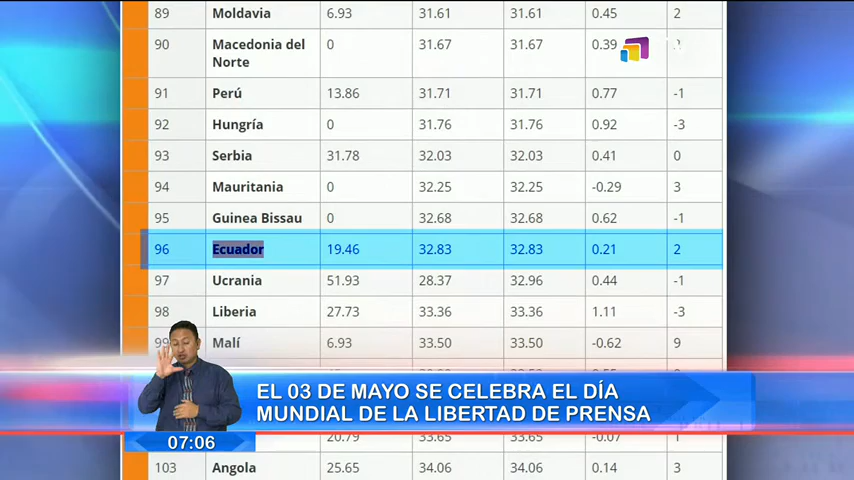 89 Moldavia 6.93 31.61 31.61 0.45 2
90 Macedonia del 0 31.67 31.67 0.39
Norte
91 Perú 13.86 31.71 31.71 0.77 -1
92 Hungría 0 31.76 31.76 0.92 -3
93 Serbia 31.78 32.03 32.03 0.41 0
94 Mauritania 0 32.25 32.25 -0.29 3
95 Guinea Bissau 0 32.68 32.68 0.62 -1
96 Ecuador 19.46 32.83 32.83 0.21 2
97 Ucrania 51.93 28.37 32.96 0.44 -1
98 Liberia 27.73 33.36 33.36 1.11 -3
99 Malí 6.93 33.50 33.50 -0.62 9
EL 03 DE MAYO SE CELEBRA EL DÍA
MUNDIAL DE LA LIBERTAD DE PRENSA
07:06
20.79 33.65 33.65 -0.07 1
103 Angola 25.65 34.06 34.06 0.14 3